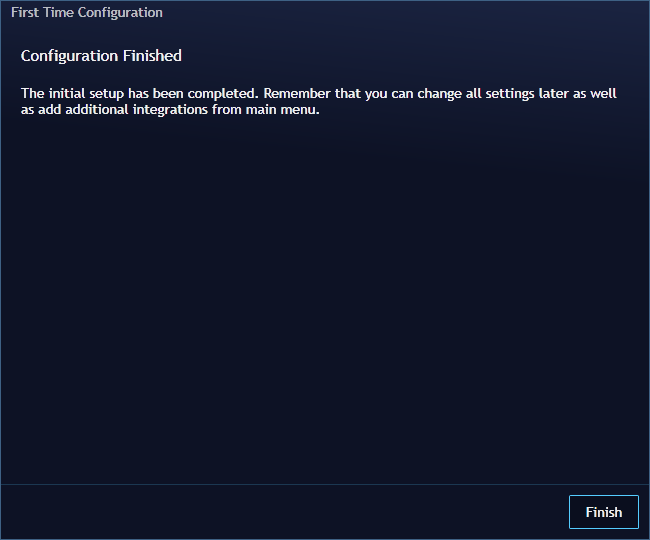 First Time Configuration
Configuration Finished
The initial setup has been completed. Remember that you can change all settings later as well
as add additional integrations from main menu.
Finish